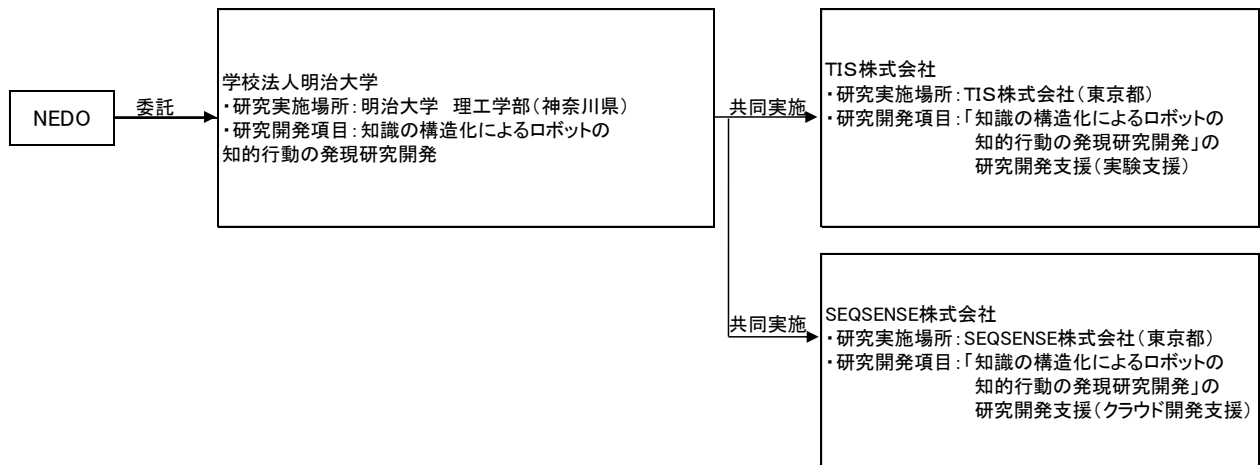 NEDO
委託
学校法人明治大学
・研究実施場所:明治大学　理工学部(神奈川県)
・研究開発項目:知識の構造化によるロボットの
知的行動の発現研究開発
共同実施
TIS株式会社
・研究実施場所:TIS株式会社(東京都)
・研究開発項目:「知識の構造化によるロボットの
知的行動の発現研究開発」の
研究開発支援(実験支援)
共同実施
SEQSENSE株式会社
・研究実施場所:SEQSENSE株式会社(東京都)
・研究開発項目:「知識の構造化によるロボットの
知的行動の発現研究開発」の
研究開発支援(クラウド開発支援)